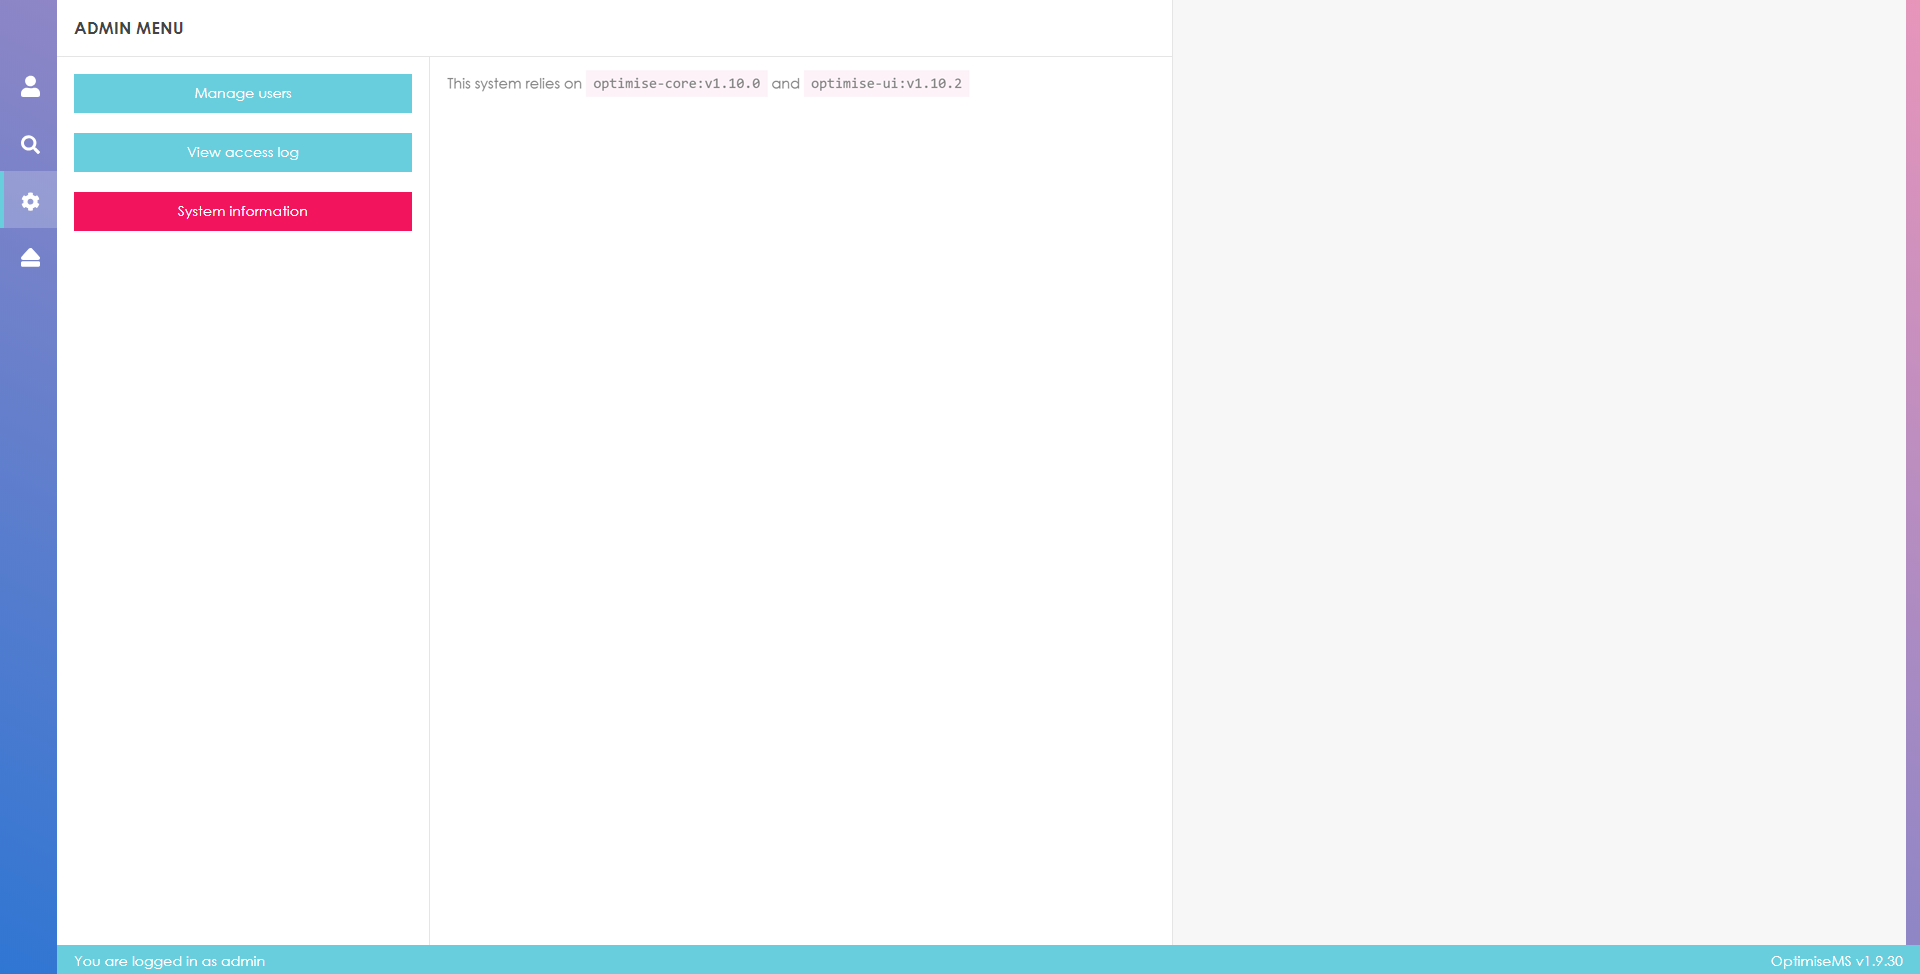 ADMIN MENU
Manage users
View access log
System information
This system relies on optimise-core:v1.10.0 and optimise-ui:v1.10.2
You are logged in as admin
OptimiseMS v1.9.30